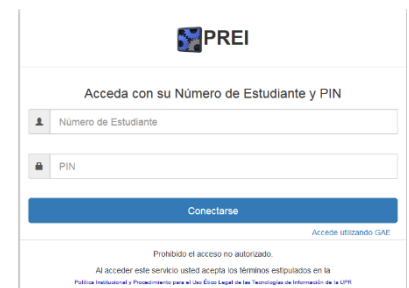 PREI
Acceda con su Número de Estudiante y PIN
Número de Estudiante
PIN
Conectarse
Accede utilizando GAE
Prohibido el acceso no autorizado.
Al acceder este servicio usted acepta los términos estipulados en la
Política Institucional y Procedimiento para el Uso Ético Legal de las Tecnologías de Información de la UPR